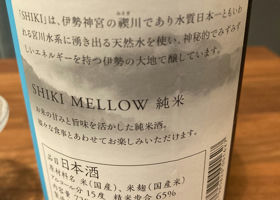 みそぎ
「SHIKI」は、伊勢神宮の禊川であり水質日本一ともいわ
れる宮川水系に湧き出る天然水を使い、神秘的でみずみず
しいエネルギーを持つ伊勢の大地で醸しています。
SHIKI MELLOW 純米
お米の甘みと旨味を活かした純米酒。
様々な食事とあわせてお楽しみいただけます。
品目 日本酒
原材料名 米(国産)、米麹(国産米)
アルコール分 15度 精米歩合 65%